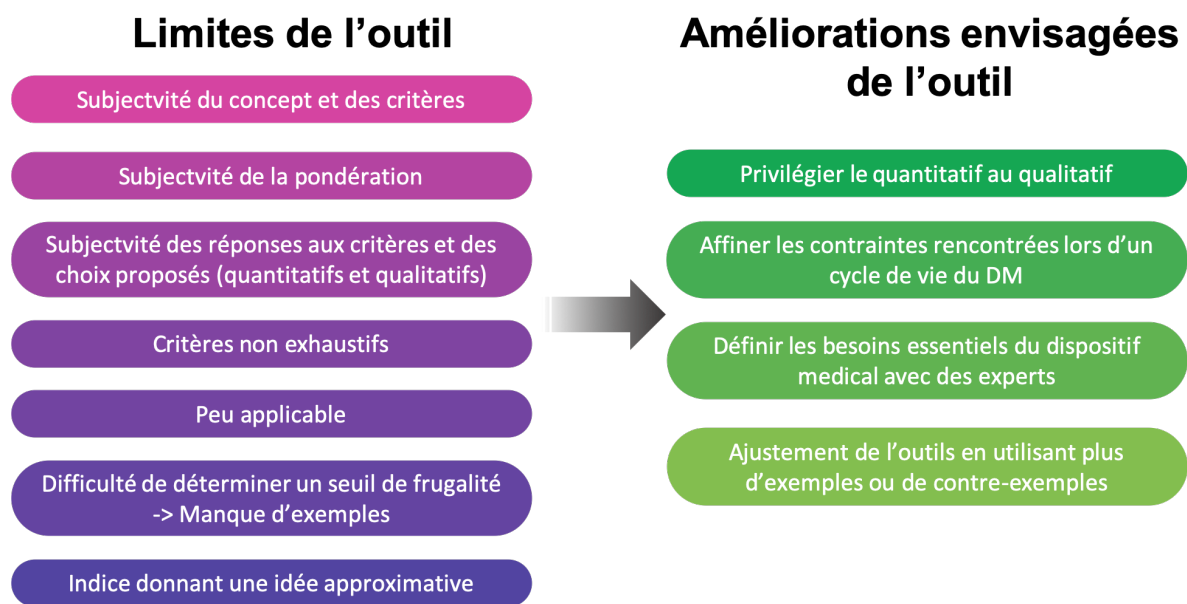 Limites de l’outil
Subjectvité du concept et des critères
Subjectvité de la pondération
Subjectvité des réponses aux critères et des
choix proposés (quantitatifs et qualitatifs)
Critères non exhaustifs
Peu applicable
Difficulté de déterminer un seuil de frugalité
-> Manque d’exemples
Indice donnant une idée approximative
Améliorations envisagées
de l’outil
Privilégier le quantitatif au qualitatif
Affiner les contraintes rencontrées lors d’un
cycle de vie du DM
Définir les besoins essentiels du dispositif
medical avec des experts
Ajustement de l’outils en utilisant plus
d’exemples ou de contre-exemples